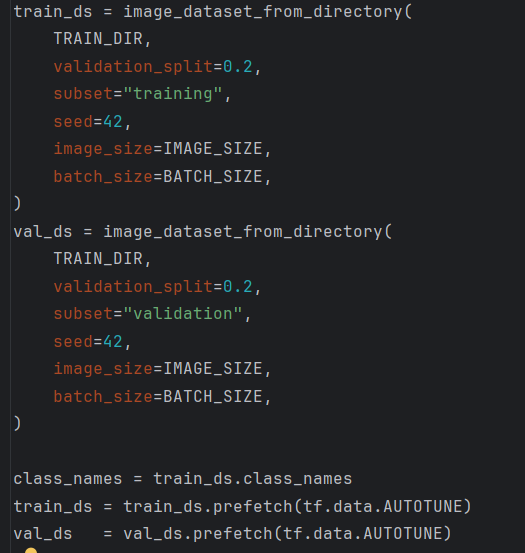 train_ds = image_dataset_from_directory(
    TRAIN_DIR,
    validation_split=0.2,
    subset="training",
    seed=42,
    image_size=IMAGE_SIZE,
    batch_size=BATCH_SIZE,
)
val_ds = image_dataset_from_directory(
    TRAIN_DIR,
    validation_split=0.2,
    subset="validation",
    seed=42,
    image_size=IMAGE_SIZE,
    batch_size=BATCH_SIZE,
)
class_names = train_ds.class_names
train_ds = train_ds.prefetch(tf.data.AUTOTUNE)
val_ds   = val_ds.prefetch(tf.data.AUTOTUNE)